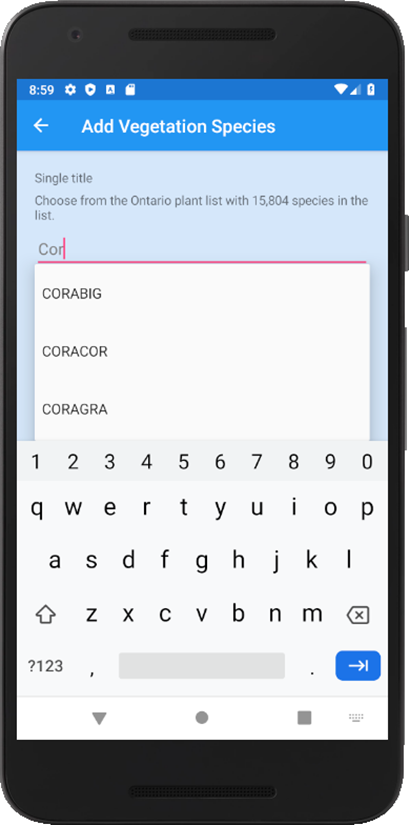 8:59
Add Vegetation Species
Single title
Choose from the Ontario plant list with 15,804 species in the
list.
Cor
CORABIG
CORACOR
CORAGRA
1 2 3 4 5 6 7 8 9 0
q w e r t y u i o p
a s d f g h j k l
z x c v b n m
?123 , .